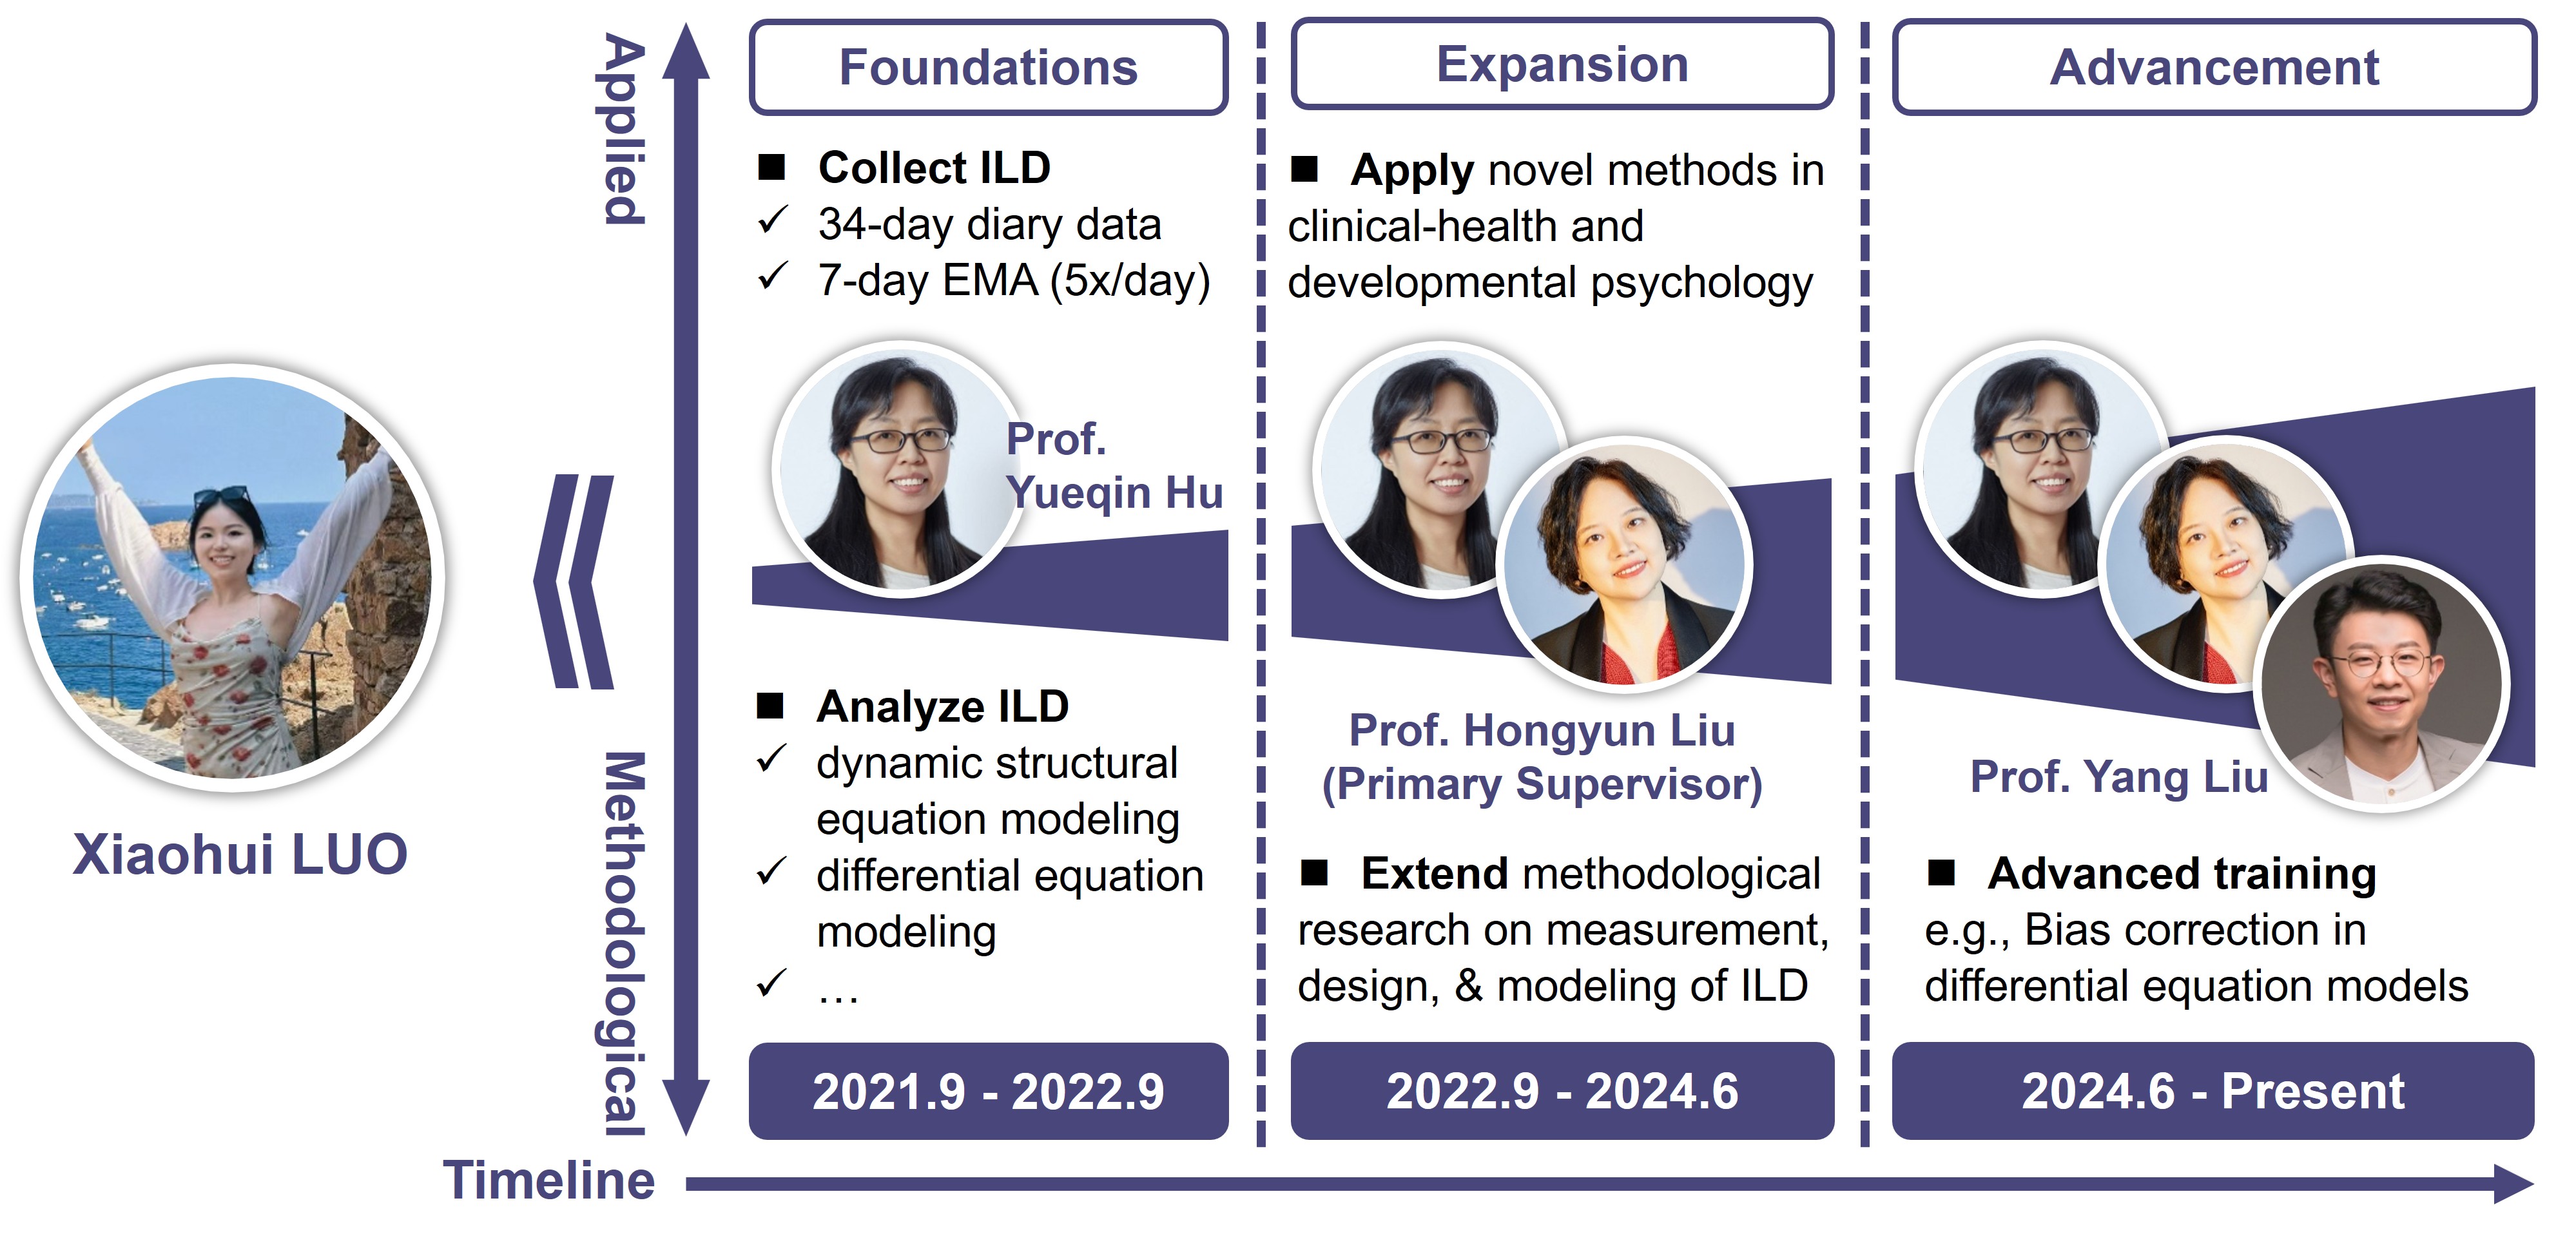 Applied
Methodological
Xiaohui LUO
Foundations
■ Collect ILD
✓ 34-day diary data
✓ 7-day EMA (5x/day)
Prof.
Yueqin Hu
■ Analyze ILD
✓ dynamic structural
equation modeling
✓ differential equation
modeling
✓ …
2021.9 - 2022.9
Expansion
■ Apply novel methods in
clinical-health and
developmental psychology
Prof. Hongyun Liu
(Primary Supervisor)
■ Extend methodological
research on measurement,
design, & modeling of ILD
2022.9 - 2024.6
Advancement
Prof. Yang Liu
■ Advanced training
e.g., Bias correction in
differential equation models
2024.6 - Present
Timeline